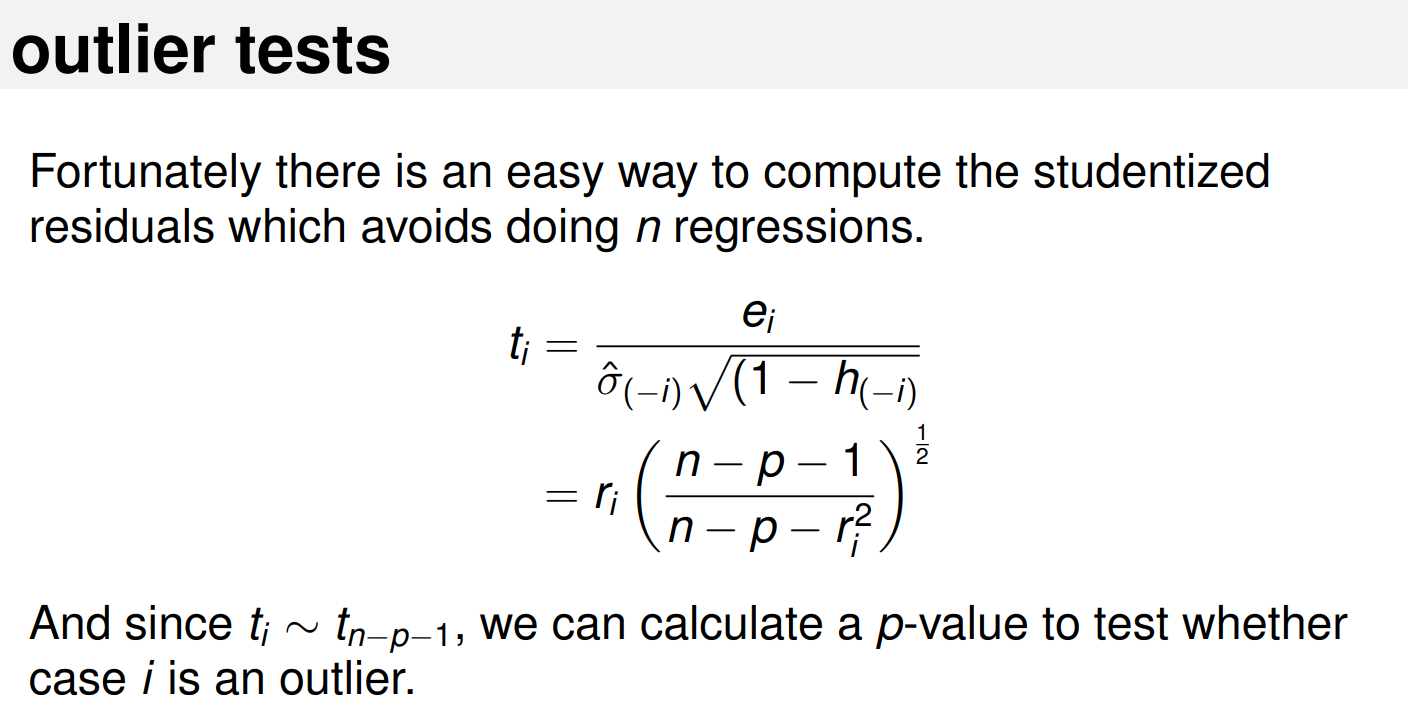 outlier tests
Fortunately there is an easy way to compute the studentized
residuals which avoids doing n regressions.
t_i = \frac{e_i}{\hat{σ}_{(−i)} \sqrt{(1 − h_{(−i)}}}
= r_i \left( \frac{n − p − 1}{n − p − r_i^2} \right)^{\frac{1}{2}}
And since t_i ∼ t_{n−p−1}, we can calculate a p-value to test whether
case i is an outlier.